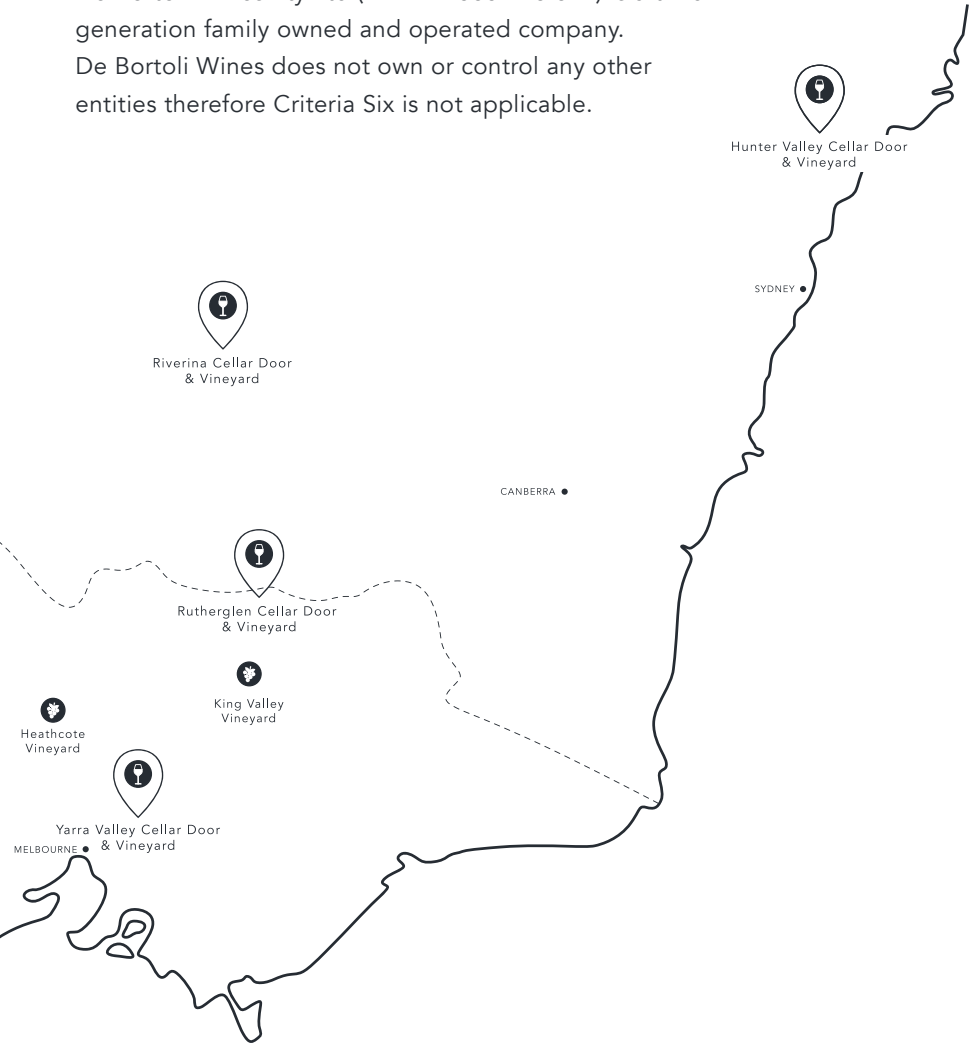 generation family owned and operated company.
De Bortoli Wines does not own or control any other
entities therefore Criteria Six is not applicable.
Hunter Valley Cellar Door
& Vineyard
SYDNEY
Riverina Cellar Door
& Vineyard
CANBERRA
Rutherglen Cellar Door
& Vineyard
King Valley
Vineyard
Heathcote
Vineyard
Yarra Valley Cellar Door
& Vineyard
MELBOURNE